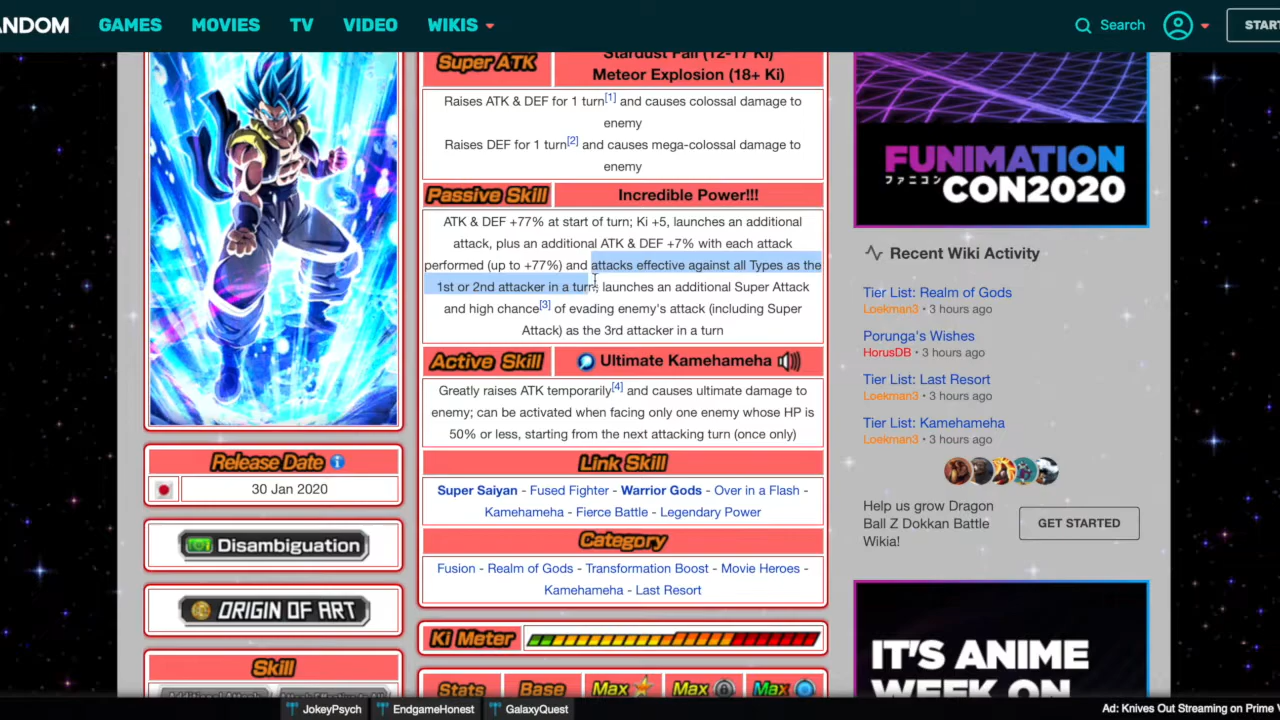 ANDOM GAMES MOVIES TV VIDEO WIKIS Search START
Super ATK
Stardust Fall (12-17 Ki)
Meteor Explosion (18+ Ki)
Raises ATK & DEF for 1 turn[1] and causes colossal damage to
enemy
Raises DEF for 1 turn[2] and causes mega-colossal damage to
enemy
Passive Skill Incredible Power!!!
ATK & DEF +77% at start of turn; Ki +5, launches an additional
attack, plus an additional ATK & DEF +7% with each attack
performed (up to +77%) and attacks effective against all Types as the
1st or 2nd attacker in a turn; launches an additional Super Attack
and high chance[3] of evading enemy's attack (including Super
Attack) as the 3rd attacker in a turn
Active Skill Ultimate Kamehameha
Greatly raises ATK temporarily[4] and causes ultimate damage to
enemy; can be activated when facing only one enemy whose HP is
50% or less, starting from the next attacking turn (once only)
Link Skill
Super Saiyan - Fused Fighter - Warrior Gods - Over in a Flash -
Kamehameha - Fierce Battle - Legendary Power
Category
Fusion - Realm of Gods - Transformation Boost - Movie Heroes -
Kamehameha - Last Resort
Ki Meter
Stats Base Max Max Max
Release Date
30 Jan 2020
Disambiguation
ORIGIN OF ART
Skill
Additional Attack
FUNIMATION
ファニコン CON2020
Recent Wiki Activity
Tier List: Realm of Gods
Loekman3 • 3 hours ago
Porunga's Wishes
HorusDB • 3 hours ago
Tier List: Last Resort
Loekman3 • 3 hours ago
Tier List: Kamehameha
Loekman3 • 3 hours ago
Help us grow Dragon
Ball Z Dokkan Battle
Wikia!
GET STARTED
IT'S ANIME
WEEK ON
JokeyPsych EndgameHonest GalaxyQuest Ad: Knives Out Streaming on Prime V